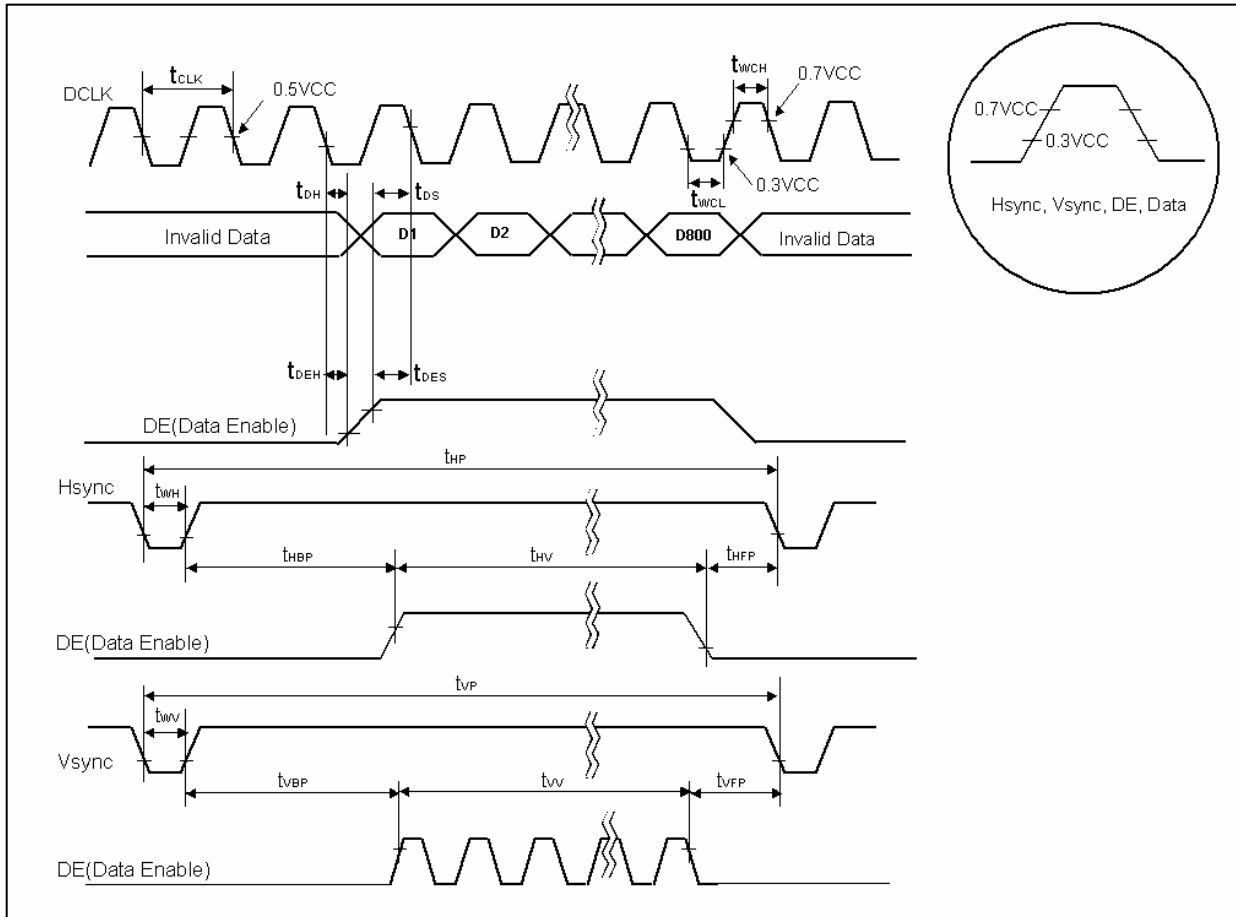 DCLK
tCLK
0.5VCC
tWCH
0.7VCC
0.3VCC
tWCL
tDH
tDS
Invalid Data
D1
D2
D800
Invalid Data
0.7VCC
0.3VCC
Hsync, Vsync, DE, Data
tDEH
tDES
DE(Data Enable)
tHP
Hsync
tWH
tHBP
tHV
tHFP
DE(Data Enable)
tVP
tWV
Vsync
tVBP
tVV
tVFP
DE(Data Enable)